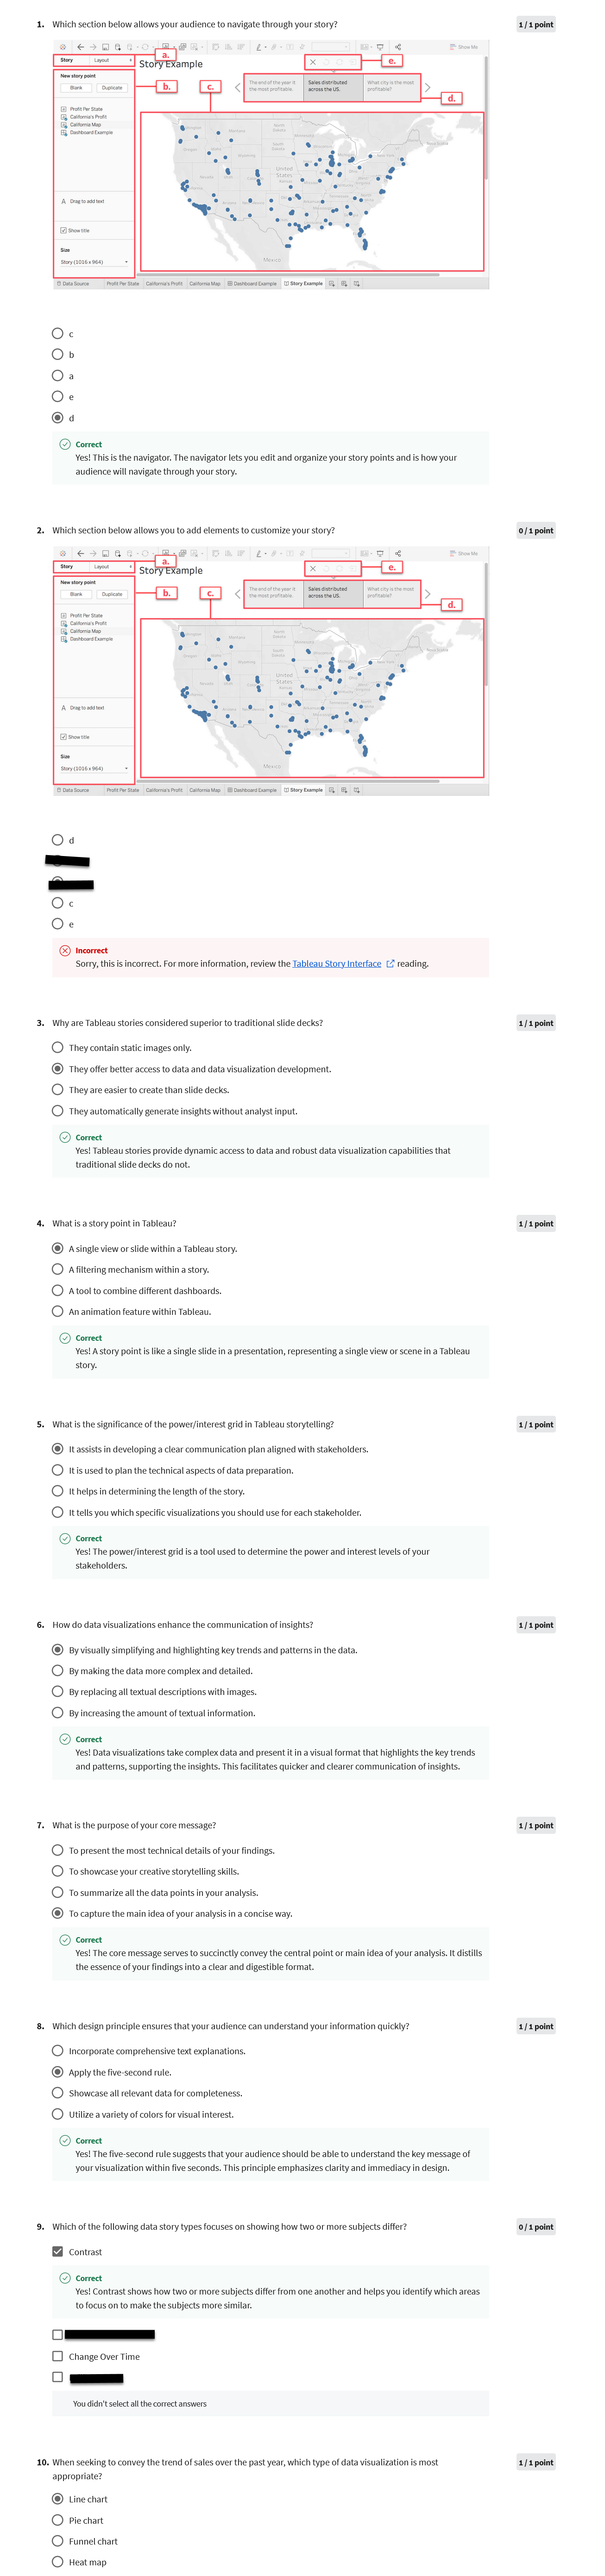 1. Which section below allows your audience to navigate through your story?
1 / 1 point
Show Me
Story Layout
a.
Story Example
e.
New story point
Blank Duplicate
b.
c.
The end of the year is the most profitable.
Sales distributed across the US.
What city is the most profitable?
d.
Profit Per State
California's Profit
California Map
Dashboard Example
United States
Mexico
A Drag to add text
Show title
Size
Story (1016 x 964)
Data Source Profit Per State California's Profit California Map Dashboard Example Story Example
c
b
a
e
d
Correct
Yes! This is the navigator. The navigator lets you edit and organize your story points and is how your
audience will navigate through your story.
2. Which section below allows you to add elements to customize your story?
0 / 1 point
Show Me
Story Layout
a.
Story Example
e.
New story point
Blank Duplicate
b.
c.
The end of the year is the most profitable.
Sales distributed across the US.
What city is the most profitable?
d.
Profit Per State
California's Profit
California Map
Dashboard Example
United States
Mexico
A Drag to add text
Show title
Size
Story (1016 x 964)
Data Source Profit Per State California's Profit California Map Dashboard Example Story Example
d
c
e
Incorrect
Sorry, this is incorrect. For more information, review the Tableau Story Interface reading.
3. Why are Tableau stories considered superior to traditional slide decks?
1 / 1 point
They contain static images only.
They offer better access to data and data visualization development.
They are easier to create than slide decks.
They automatically generate insights without analyst input.
Correct
Yes! Tableau stories provide dynamic access to data and robust data visualization capabilities that
traditional slide decks do not.
4. What is a story point in Tableau?
1 / 1 point
A single view or slide within a Tableau story.
A filtering mechanism within a story.
A tool to combine different dashboards.
An animation feature within Tableau.
Correct
Yes! A story point is like a single slide in a presentation, representing a single view or scene in a Tableau
story.
5. What is the significance of the power/interest grid in Tableau storytelling?
1 / 1 point
It assists in developing a clear communication plan aligned with stakeholders.
It is used to plan the technical aspects of data preparation.
It helps in determining the length of the story.
It tells you which specific visualizations you should use for each stakeholder.
Correct
Yes! The power/interest grid is a tool used to determine the power and interest levels of your
stakeholders.
6. How do data visualizations enhance the communication of insights?
1 / 1 point
By visually simplifying and highlighting key trends and patterns in the data.
By making the data more complex and detailed.
By replacing all textual descriptions with images.
By increasing the amount of textual information.
Correct
Yes! Data visualizations take complex data and present it in a visual format that highlights the key trends
and patterns, supporting the insights. This facilitates quicker and clearer communication of insights.
7. What is the purpose of your core message?
1 / 1 point
To present the most technical details of your findings.
To showcase your creative storytelling skills.
To summarize all the data points in your analysis.
To capture the main idea of your analysis in a concise way.
Correct
Yes! The core message serves to succinctly convey the central point or main idea of your analysis. It distills
the essence of your findings into a clear and digestible format.
8. Which design principle ensures that your audience can understand your information quickly?
1 / 1 point
Incorporate comprehensive text explanations.
Apply the five-second rule.
Showcase all relevant data for completeness.
Utilize a variety of colors for visual interest.
Correct
Yes! The five-second rule suggests that your audience should be able to understand the key message of
your visualization within five seconds. This principle emphasizes clarity and immediacy in design.
9. Which of the following data story types focuses on showing how two or more subjects differ?
0 / 1 point
Contrast
Correct
Yes! Contrast shows how two or more subjects differ from one another and helps you identify which areas
to focus on to make the subjects more similar.
Change Over Time
You didn't select all the correct answers
10. When seeking to convey the trend of sales over the past year, which type of data visualization is most
appropriate?
1 / 1 point
Line chart
Pie chart
Funnel chart
Heat map